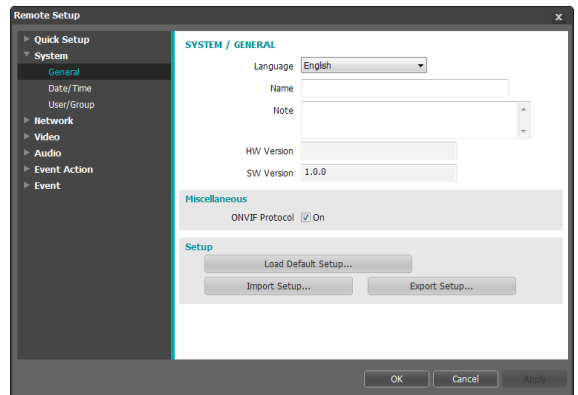 Remote Setup
x
Quick Setup
System
General
Date/Time
User/Group
Network
Video
Audio
Event Action
Event
SYSTEM / GENERAL
Language English
Name
Note
HW Version
SW Version 1.0.0
Miscellaneous
ONVIF Protocol On
Setup
Load Default Setup...
Import Setup... Export Setup...
OK Cancel Apply